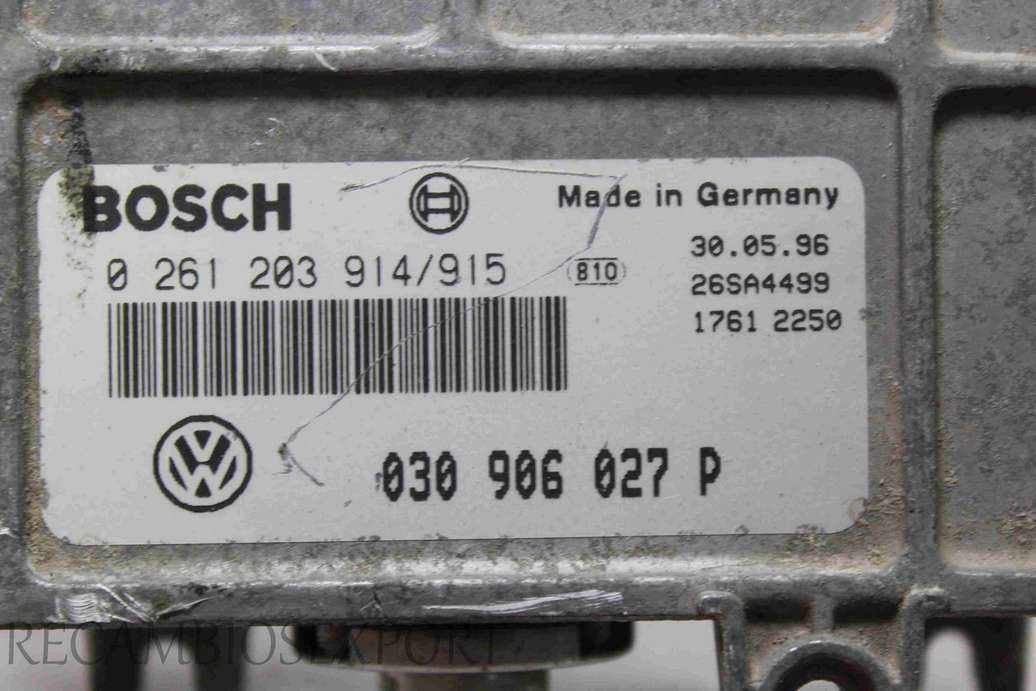 BOSCH
Made in Germany
0 261 203 914/915
810
30.05.96
26SA4499
1761 2250
030 906 027 P
RECAMBIOSEXPORT